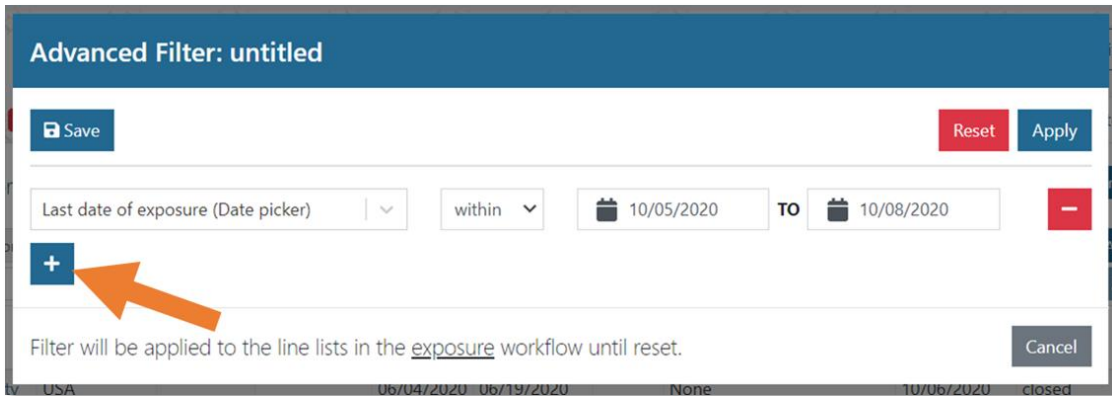 Advanced Filter: untitled
Save Reset Apply
Last date of exposure (Date picker) within 10/05/2020 TO 10/08/2020 −
+
Filter will be applied to the line lists in the exposure workflow until reset. Cancel
USA 06/04/2020 06/19/2020 None 10/06/2020 closed